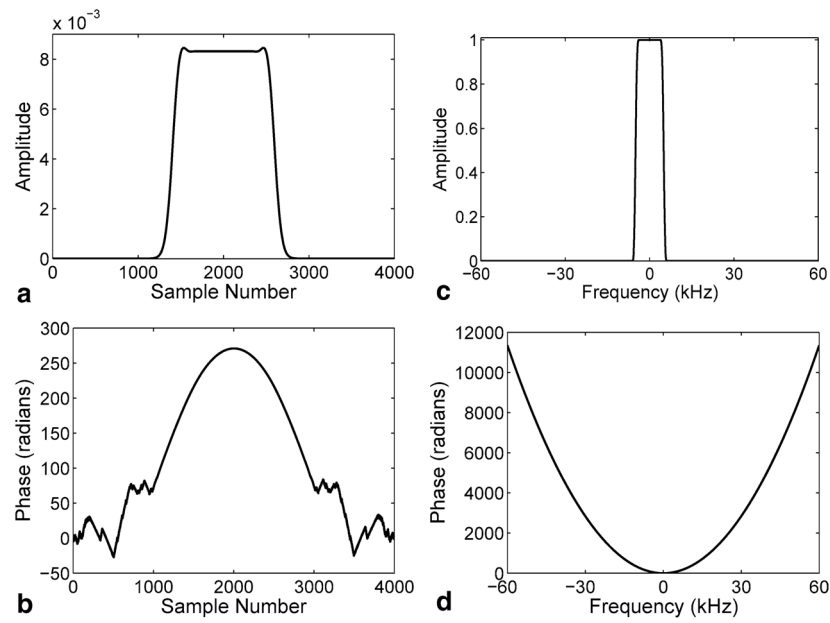 x 10−3
8
6
4
2
0
Amplitude
0 1000 2000 3000 4000
Sample Number
a
1
0.8
0.6
0.4
0.2
0
Amplitude
−60 −30 0 30 60
Frequency (kHz)
c
300
250
200
150
100
50
0
−50
Phase (radians)
0 1000 2000 3000 4000
Sample Number
b
12000
10000
8000
6000
4000
2000
0
Phase (radians)
−60 −30 0 30 60
Frequency (kHz)
d